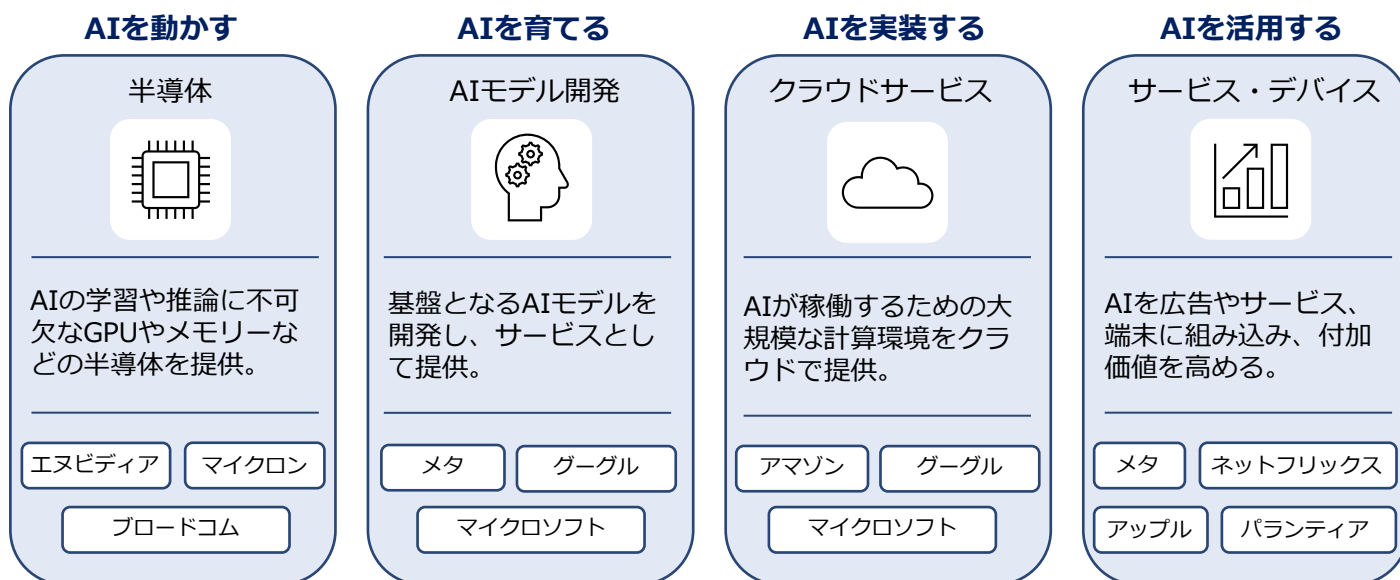 AIを動かす
半導体
AIの学習や推論に不可
欠なGPUやメモリーな
どの半導体を提供。
エヌビディア
マイクロン
ブロードコム
AIを育てる
AIモデル開発
基盤となるAIモデルを
開発し、サービスとし
て提供。
メタ
グーグル
マイクロソフト
AIを実装する
クラウドサービス
AIが稼働するための大
規模な計算環境をクラ
ウドで提供。
アマゾン
グーグル
マイクロソフト
AIを活用する
サービス・デバイス
AIを広告やサービス、
端末に組み込み、付加
価値を高める。
メタ
ネットフリックス
アップル
パランティア